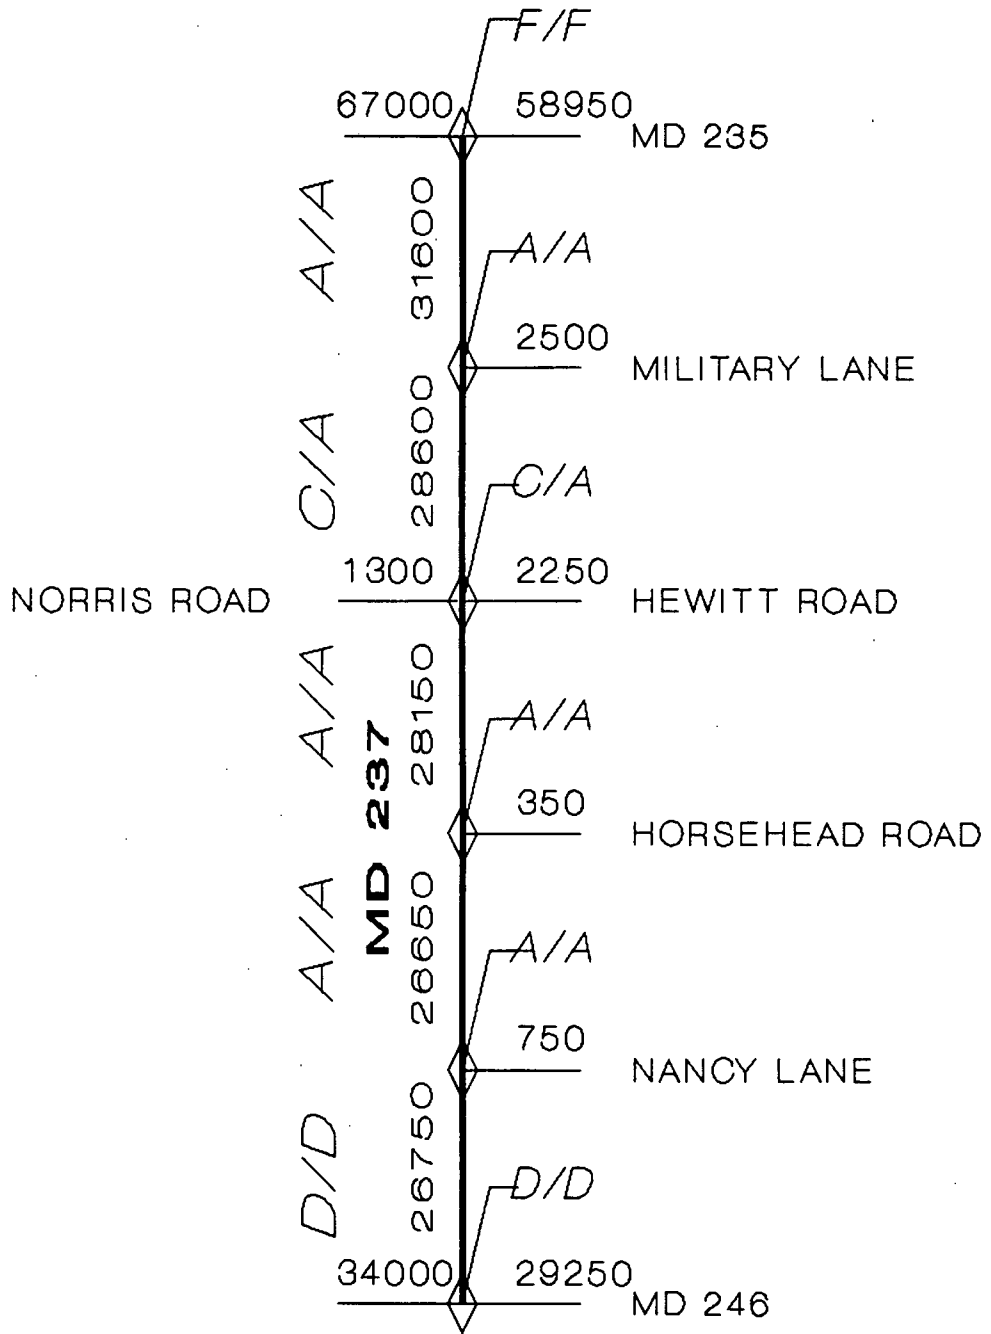 F/F
67000 58950
MD 235
A/A
31600
A/A
2500
MILITARY LANE
C/A
28600
C/A
1300 2250
NORRIS ROAD
HEWITT ROAD
A/A
28150
A/A
MD 237
350
HORSEHEAD ROAD
A/A
28650
A/A
750
NANCY LANE
D/D
26750
D/D
34000 29250
MD 246